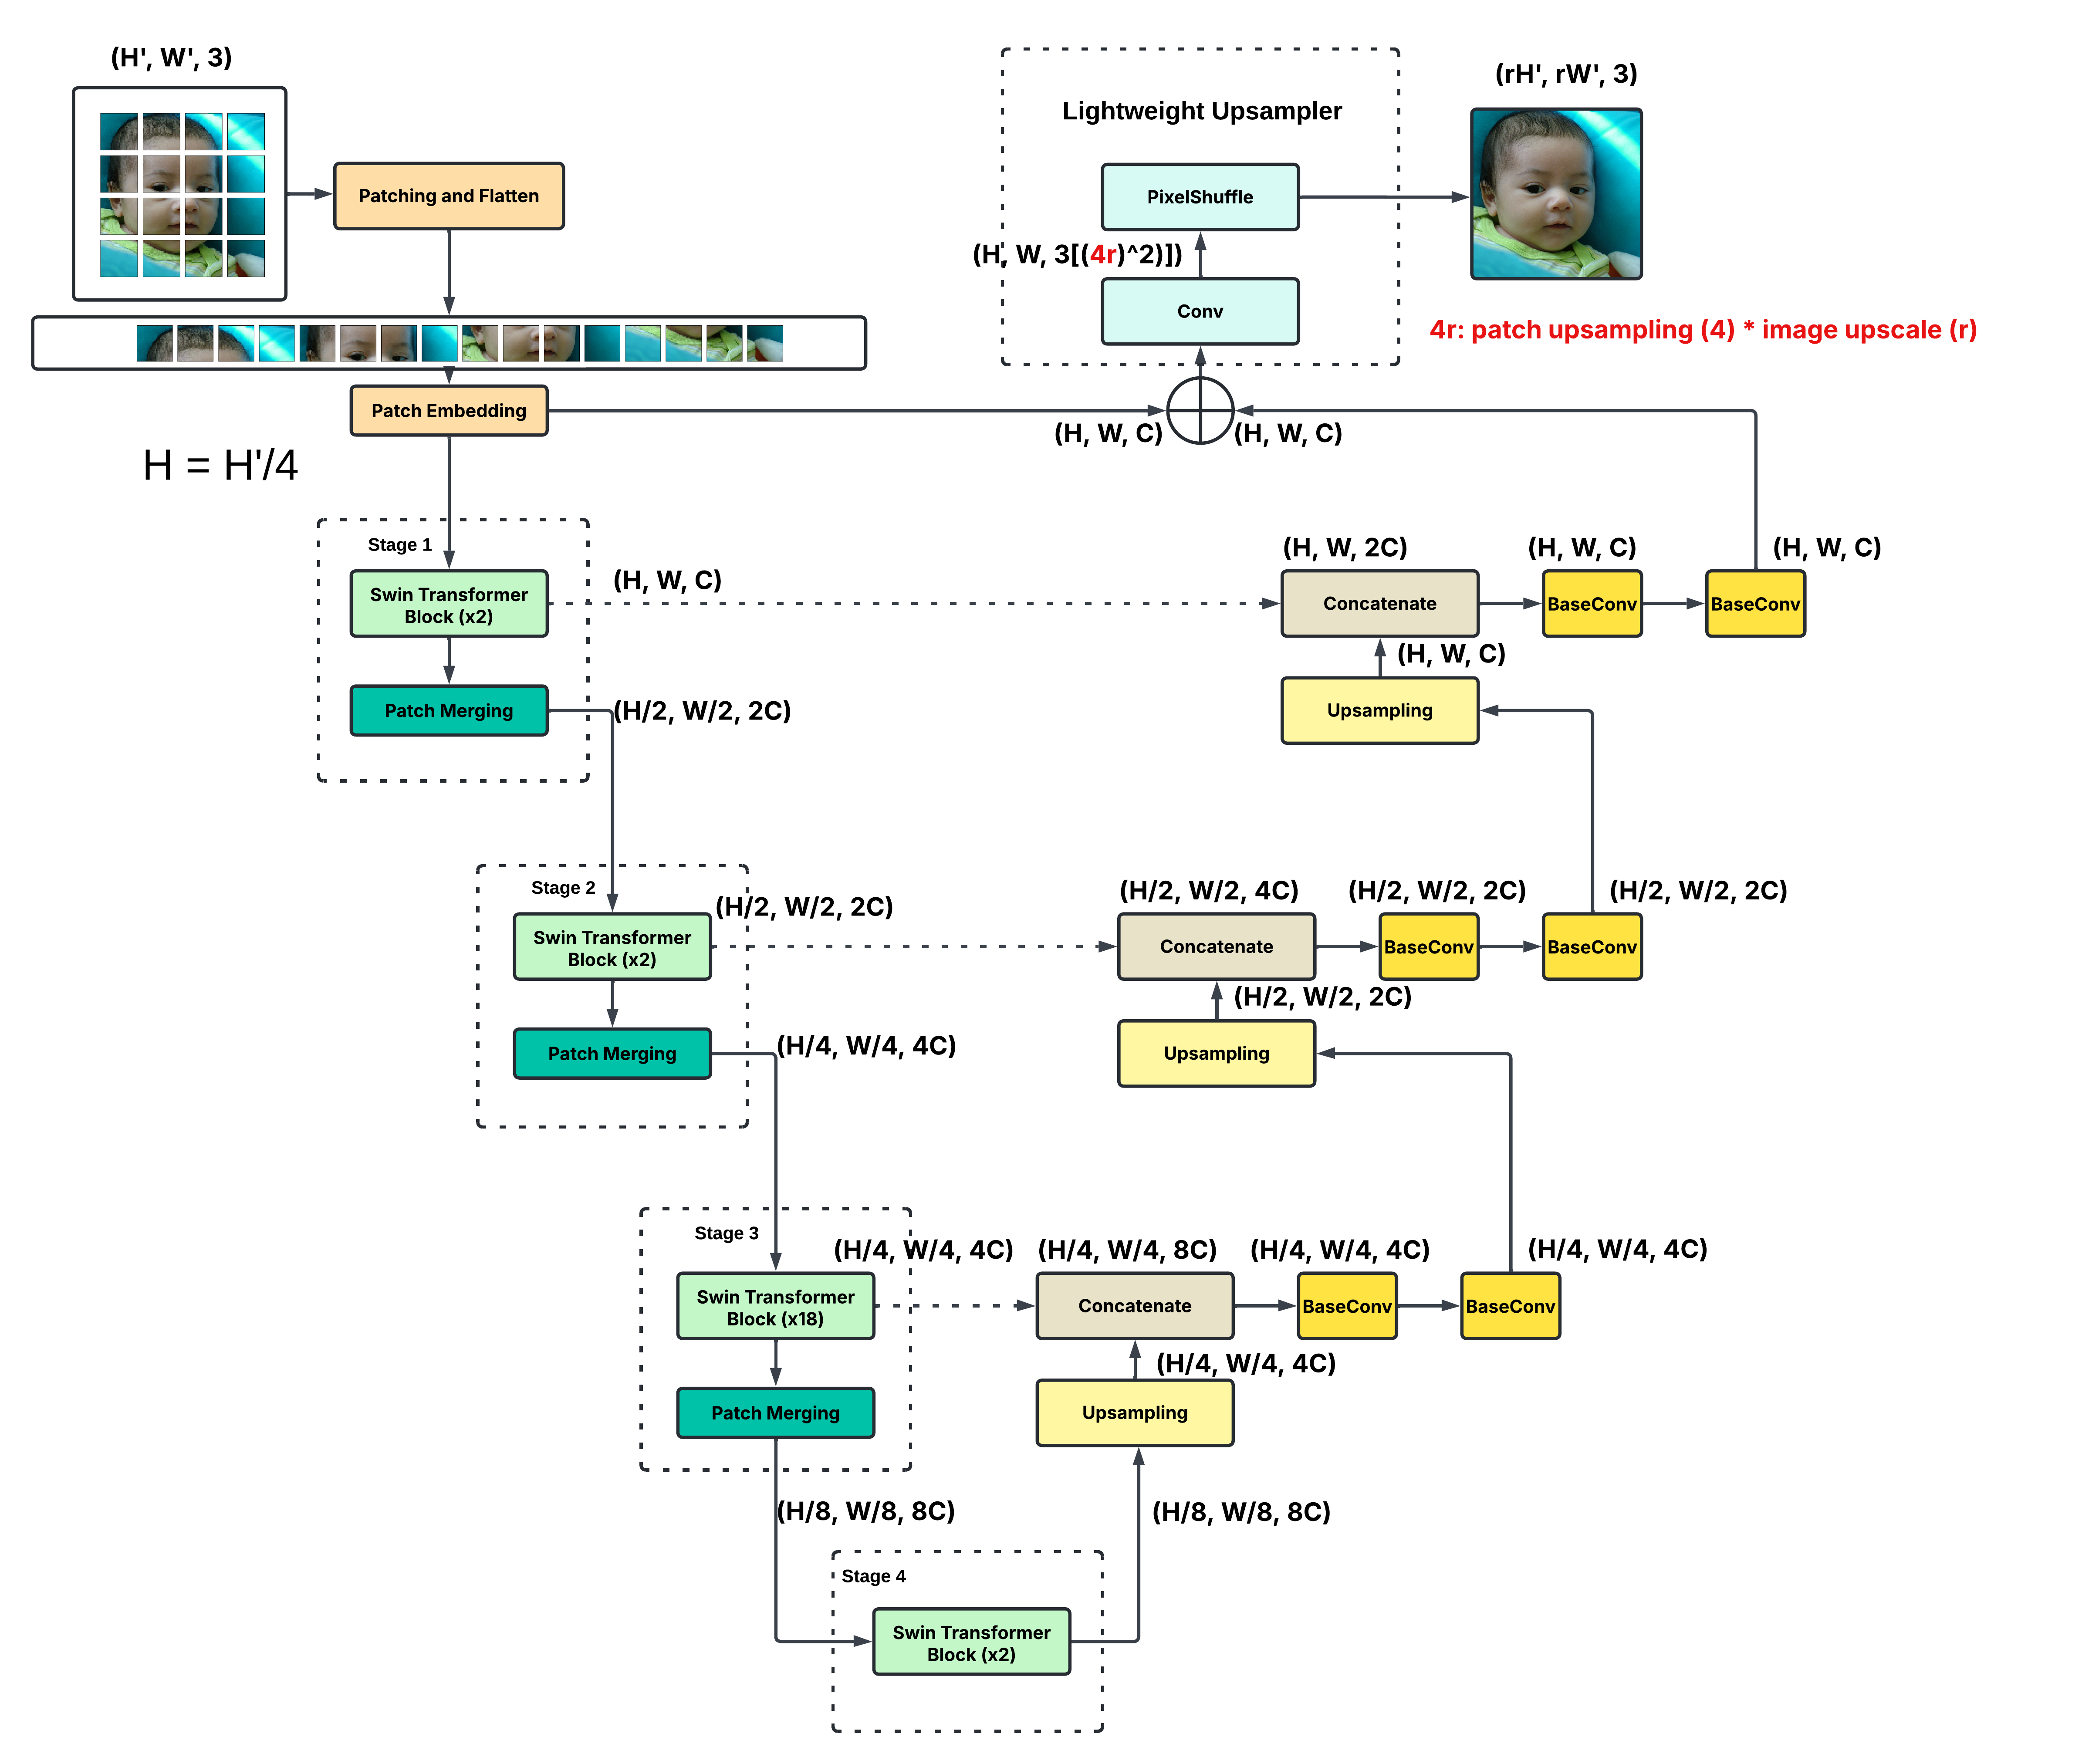 (H', W', 3)
(rH', rW', 3)
Lightweight Upsampler
Patching and Flatten
PixelShuffle
(H, W, 3[(4r)^2)])
Conv
4r: patch upsampling (4) * image upscale (r)
Patch Embedding
(H, W, C)
(H, W, C)
H = H'/4
Stage 1
Swin Transformer
Block (x2)
(H, W, C)
(H, W, 2C)
Concatenate
(H, W, C)
BaseConv
(H, W, C)
BaseConv
(H, W, C)
Patch Merging
(H/2, W/2, 2C)
Upsampling
Stage 2
Swin Transformer
Block (x2)
(H/2, W/2, 2C)
(H/2, W/2, 4C)
Concatenate
(H/2, W/2, 2C)
BaseConv
(H/2, W/2, 2C)
BaseConv
(H/2, W/2, 2C)
Patch Merging
(H/4, W/4, 4C)
Upsampling
Stage 3
Swin Transformer
Block (x18)
(H/4, W/4, 4C)
(H/4, W/4, 8C)
Concatenate
(H/4, W/4, 4C)
BaseConv
(H/4, W/4, 4C)
BaseConv
(H/4, W/4, 4C)
Patch Merging
Upsampling
(H/8, W/8, 8C)
(H/8, W/8, 8C)
Stage 4
Swin Transformer
Block (x2)